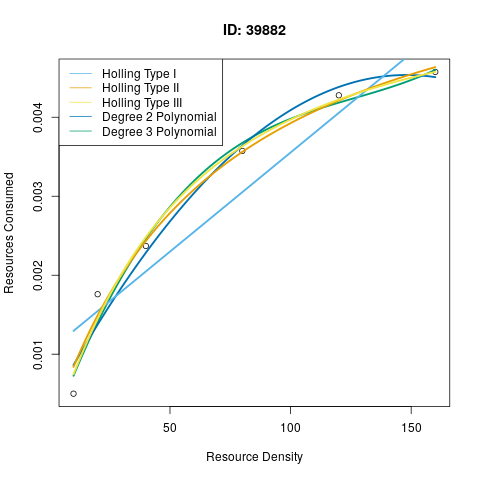 ID: 39882
Holling Type I
Holling Type II
Holling Type III
Degree 2 Polynomial
Degree 3 Polynomial
Resources Consumed
0.004
0.003
0.002
0.001
50
100
150
Resource Density